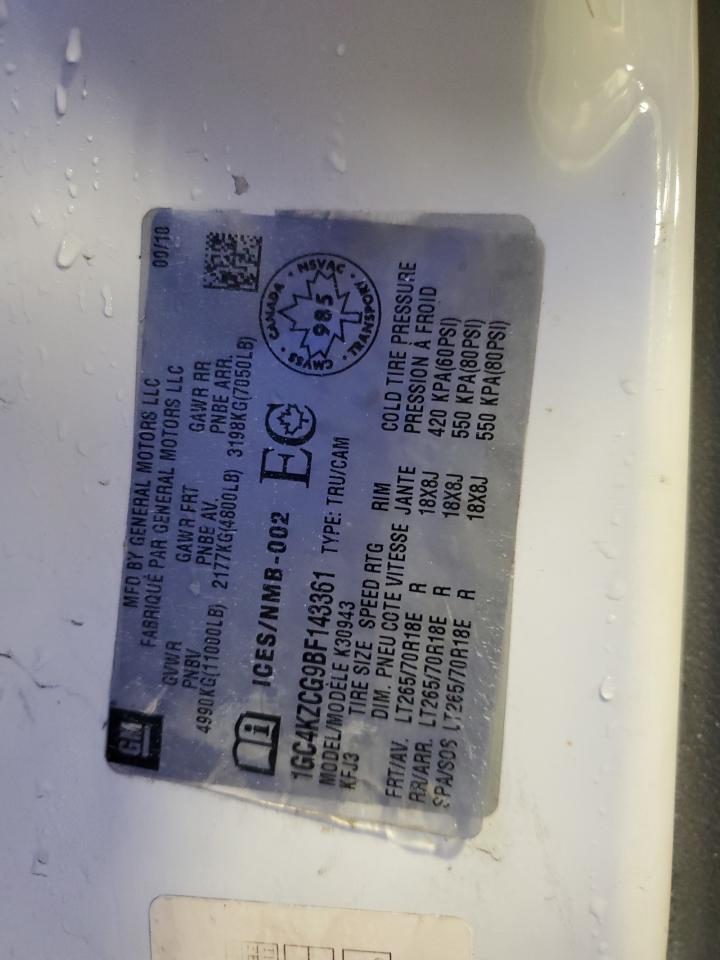 GM
MFD BY GENERAL MOTORS LLC
FABRIQUÉ PAR GENERAL MOTORS LLC
09/10
GVWR GAWR FRT GAWR RR
PNBV PNBE AV. PNBE ARR.
4990KG(11000LB) 2177KG(4800LB) 3198KG(7050LB)
i ICES/NMB-002 EC
CANADA · NSVAC · TRANSPORT · CMVSS ·
985
1GC4KZCG9BF143361 TYPE: TRU/CAM
MODEL/MODÈLE K30943
KFJ3
TIRE SIZE SPEED RTG RIM COLD TIRE PRESSURE
DIM. PNEU COTE VITESSE JANTE PRESSION À FROID
FRT/AV. LT265/70R18E R 18X8J 420 KPA(60PSI)
RR/ARR. LT265/70R18E R 18X8J 550 KPA(80PSI)
SPA/SOS LT265/70R18E R 18X8J 550 KPA(80PSI)